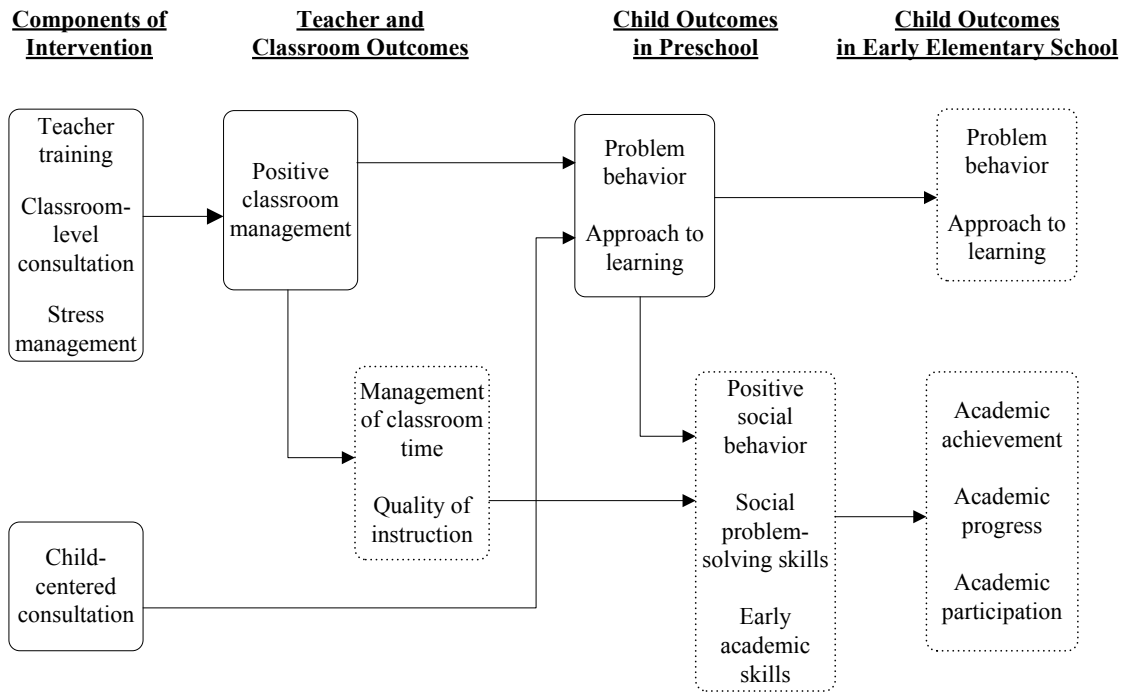 Components of
Intervention
Teacher and
Classroom Outcomes
Child Outcomes
in Preschool
Child Outcomes
in Early Elementary School
Teacher
training
Classroom-
level
consultation
Stress
management
Positive
classroom
management
Problem
behavior
Approach to
learning
Problem
behavior
Approach to
learning
Management
of classroom
time
Quality of
instruction
Positive
social
behavior
Social
problem-
solving skills
Early
academic
skills
Academic
achievement
Academic
progress
Academic
participation
Child-
centered
consultation